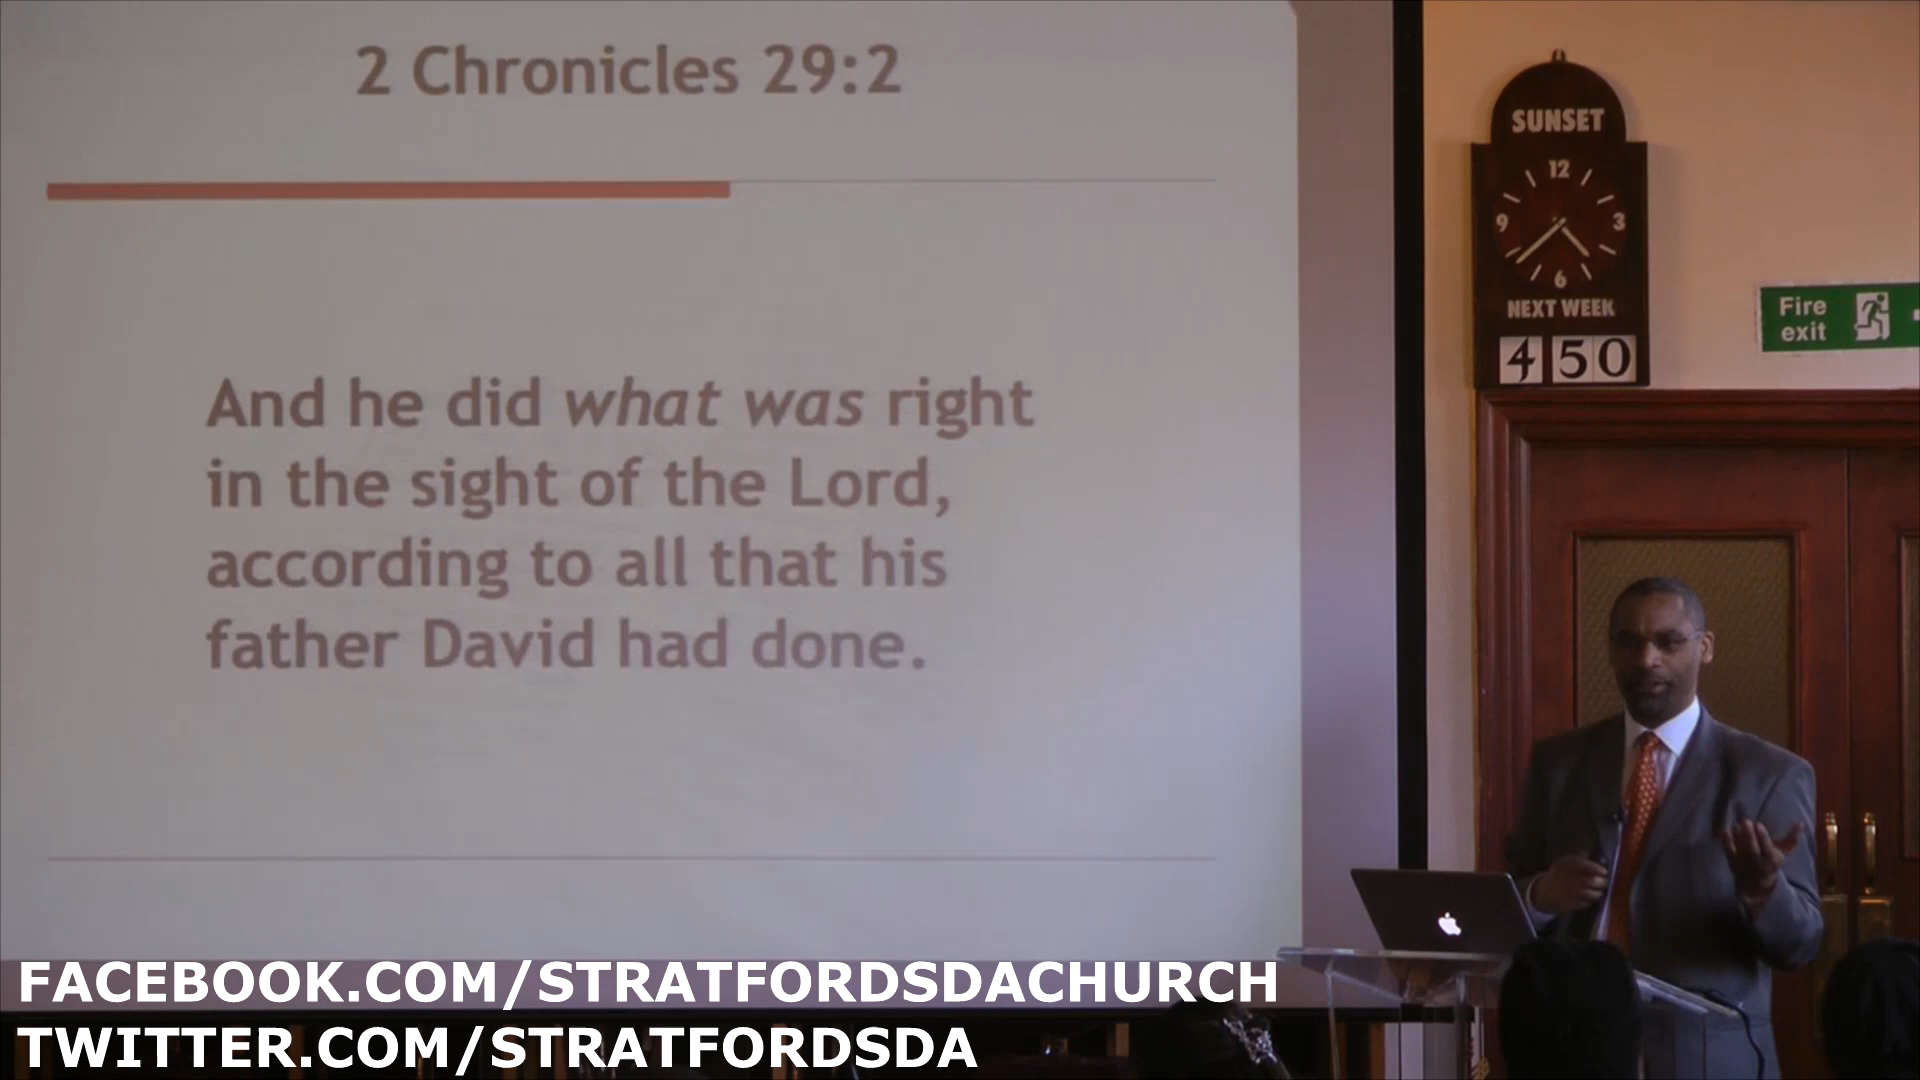 2 Chronicles 29:2
And he did what was right
in the sight of the Lord,
according to all that his
father David had done.
SUNSET
12
9
3
6
NEXT WEEK
4 50
Fire
exit
FACEBOOK.COM/STRATFORDSDACHURCH
TWITTER.COM/STRATFORDSDA